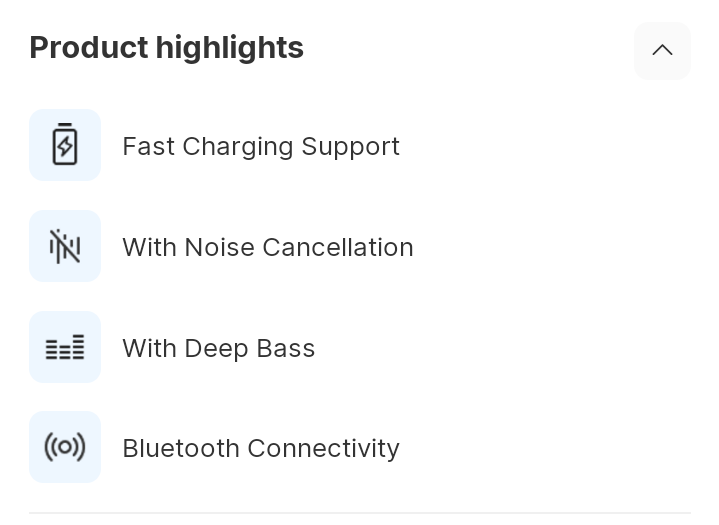 Product highlights
Fast Charging Support
With Noise Cancellation
With Deep Bass
Bluetooth Connectivity